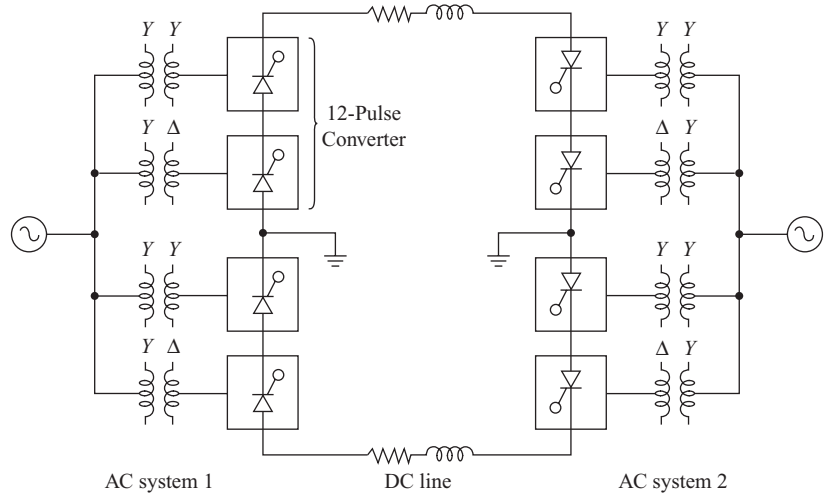 Y Y Y Y
12-Pulse
Converter
Y Δ Δ Y
Y Y Y Y
Y Δ Δ Y
AC system 1 DC line AC system 2